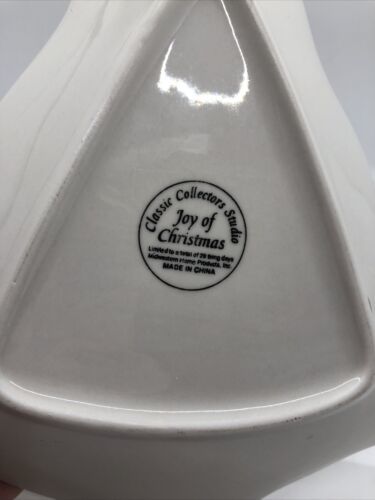 Classic Collectors Studio
Joy of
Christmas
Limited to a total of 29 firing days
Midwestern Home Products, Inc.
MADE IN CHINA